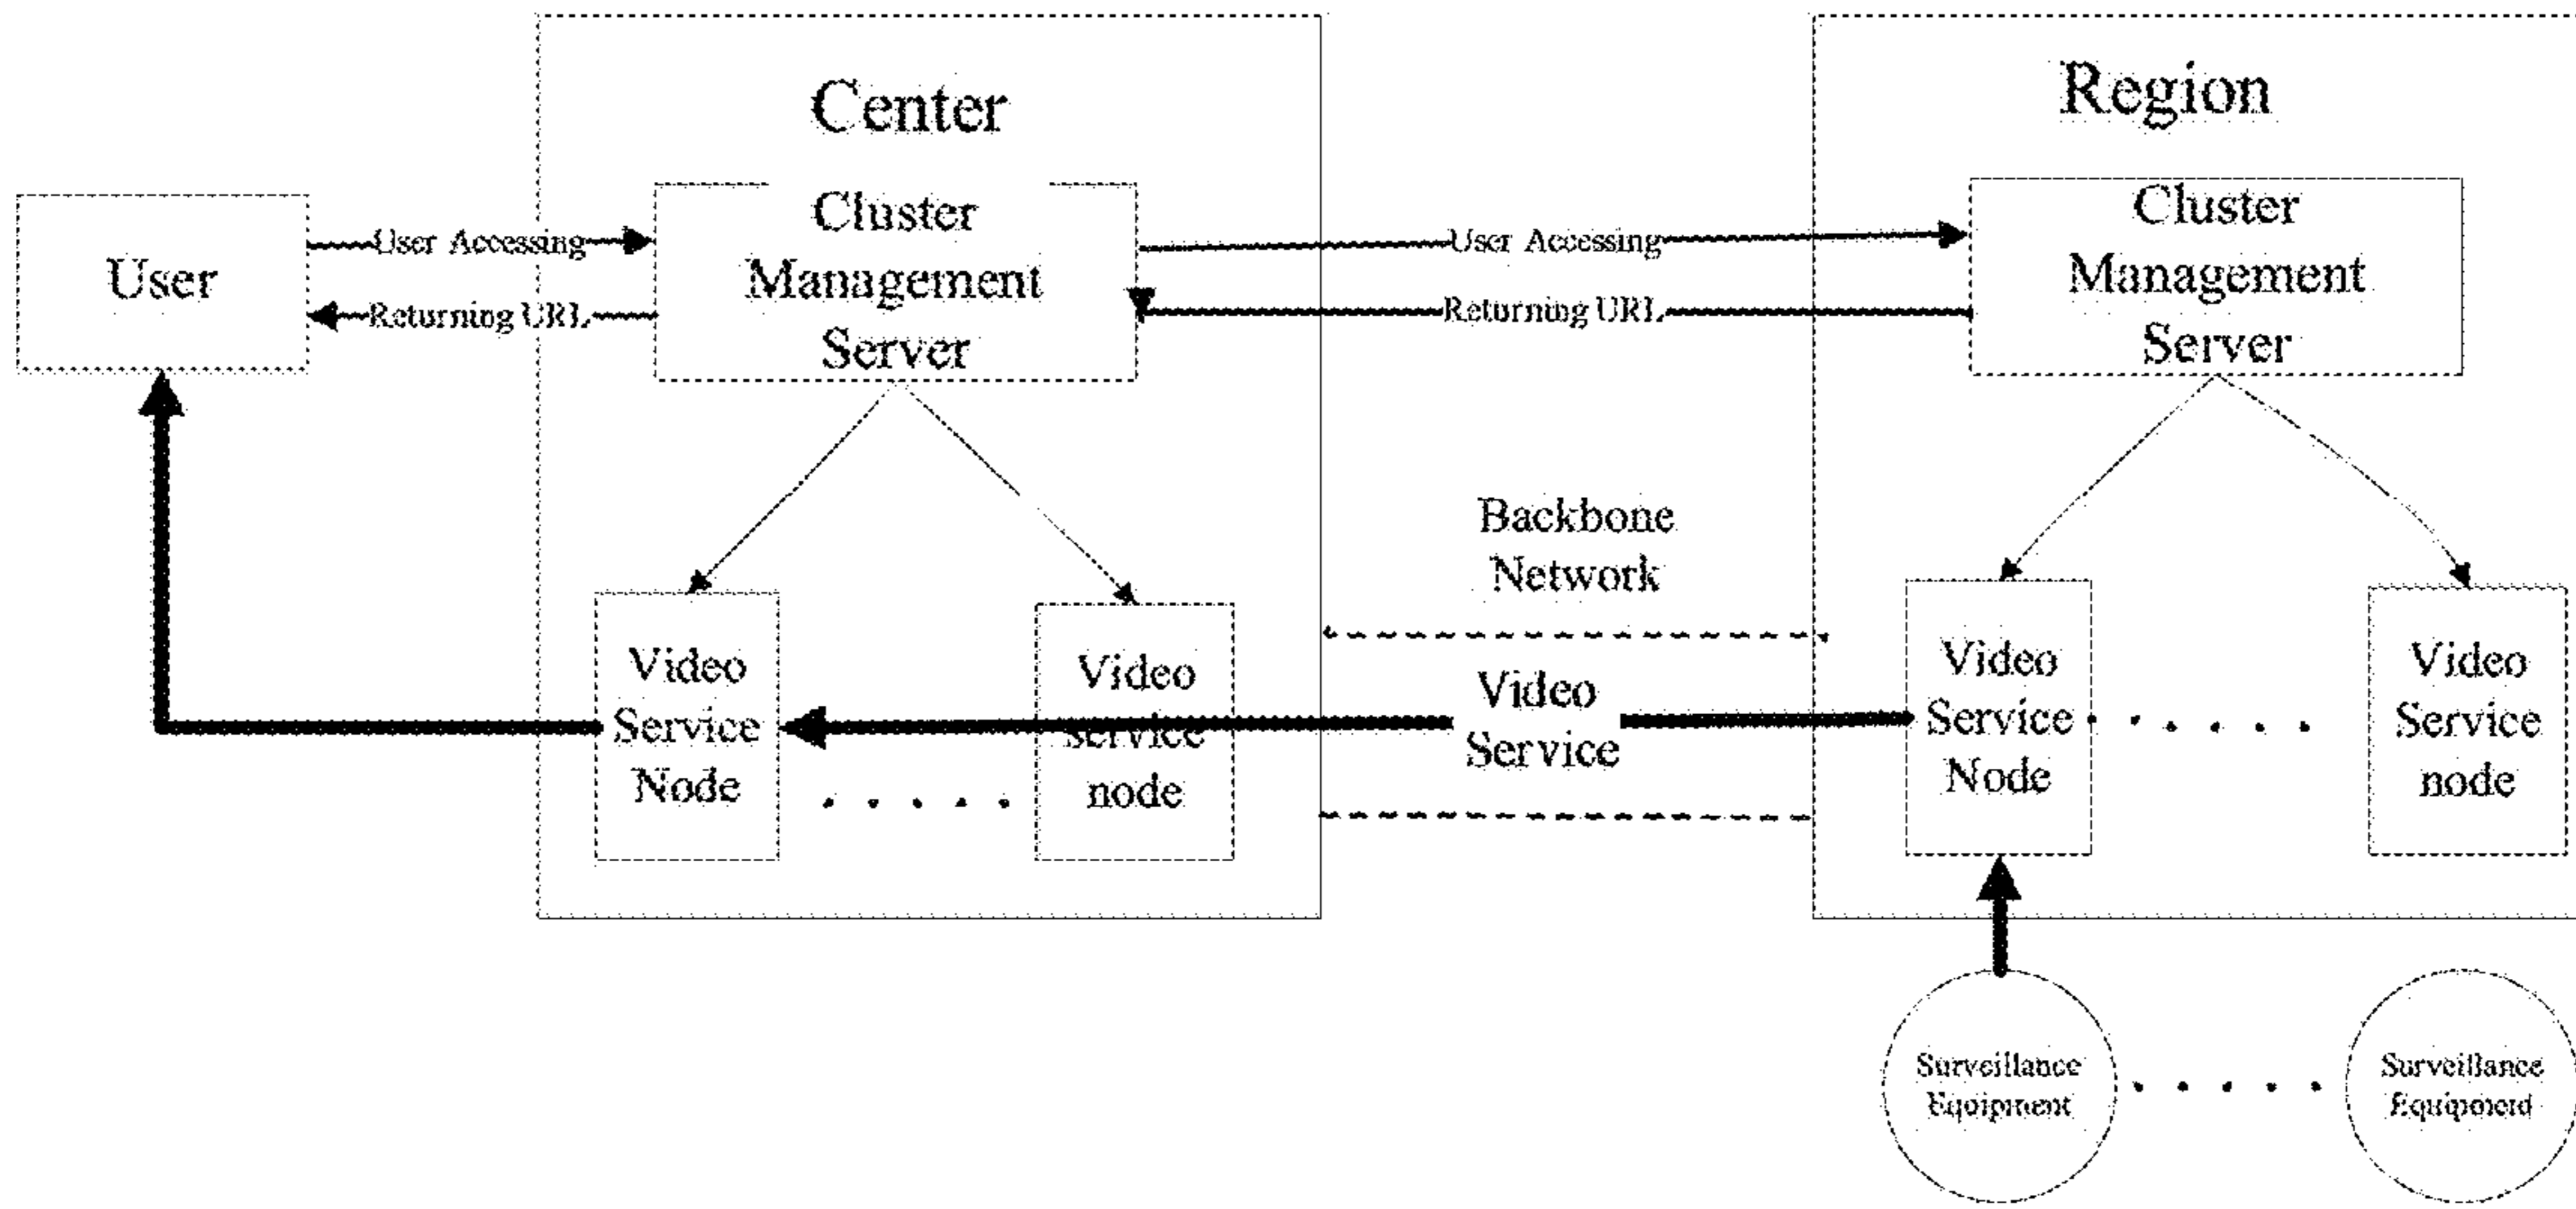 Center
Region
User
User Accessing
Returning URL
Cluster
Management
Server
User Accessing
Returning URL
Cluster
Management
Server
Backbone
Network
Video
Service
Node
Video
service
node
Video
Service
Video
Service
Node
Video
Service
node
Surveillance
Equipment
Surveillance
Equipment